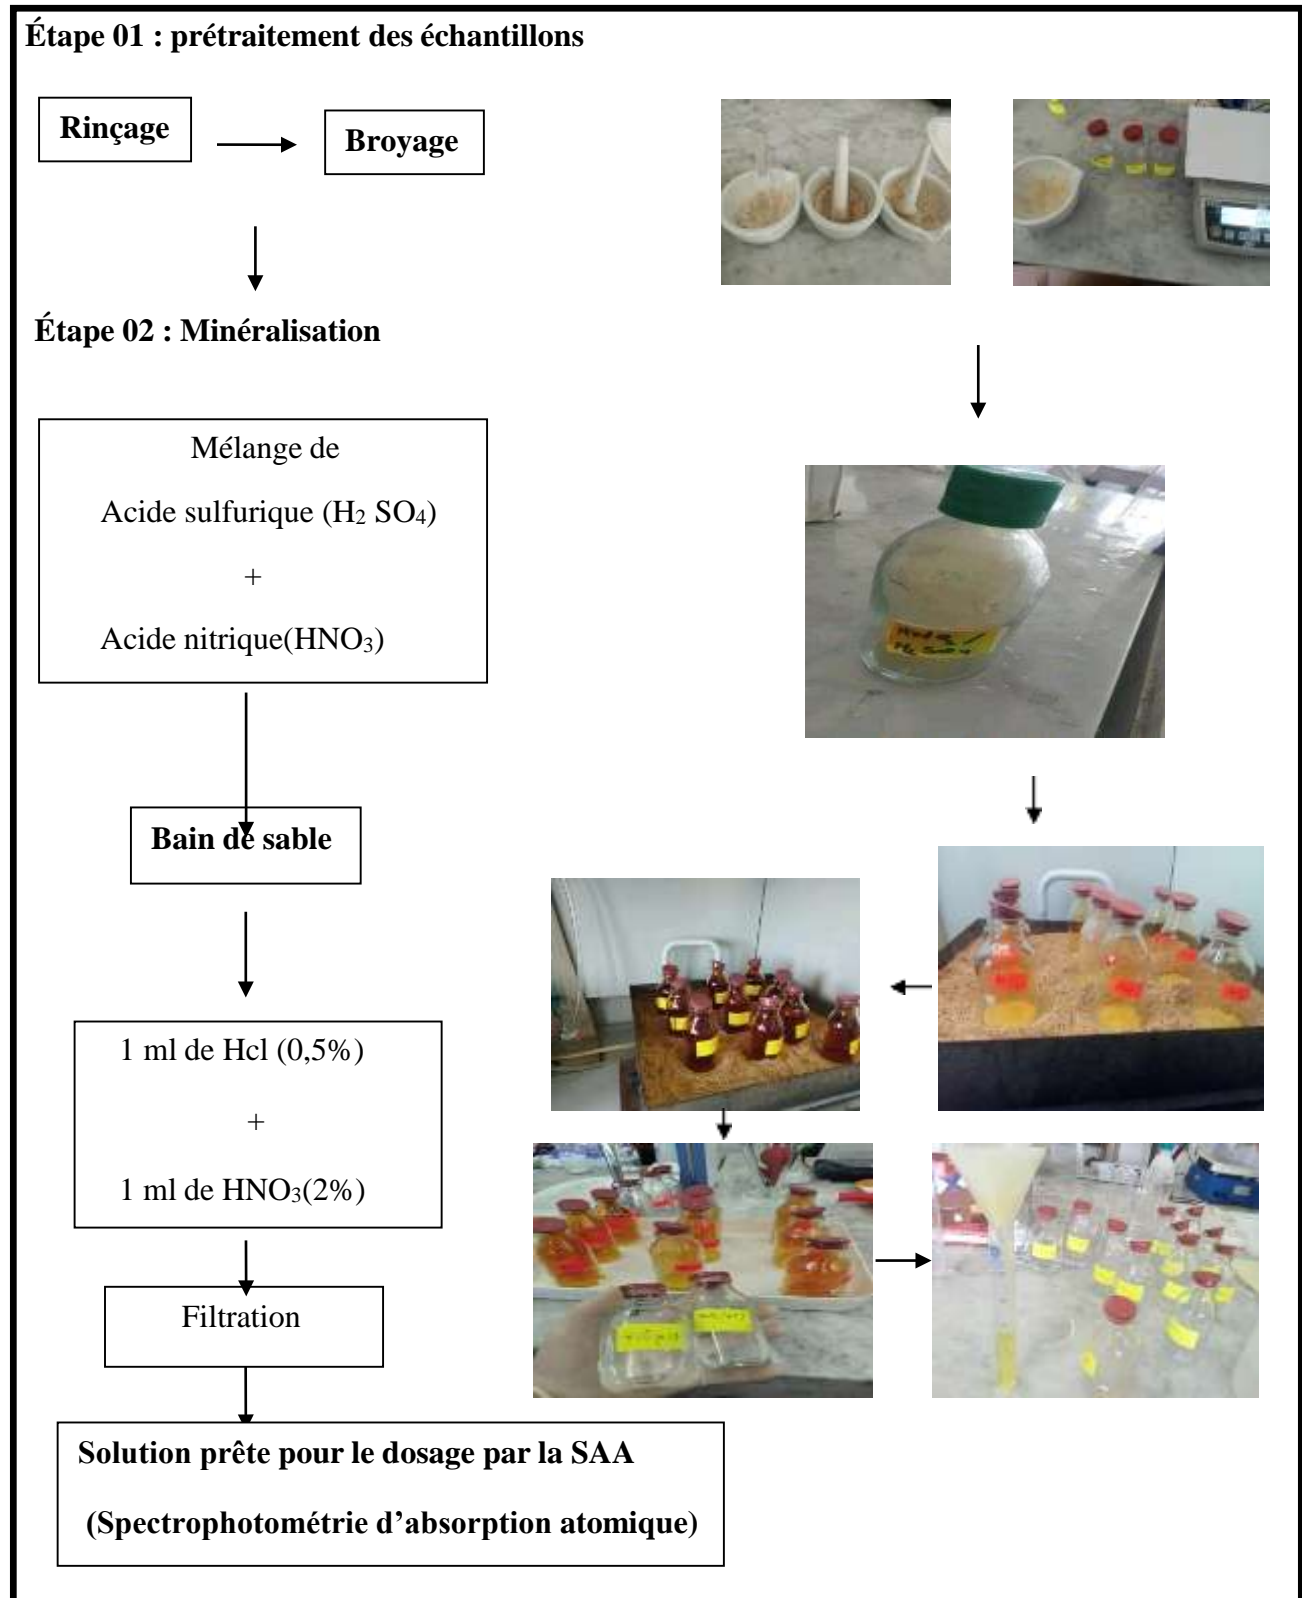 Étape 01 : prétraitement des échantillons
Rinçage
Broyage
Étape 02 : Minéralisation
Mélange de
Acide sulfurique (H₂ SO₄)
+
Acide nitrique(HNO₃)
Bain de sable
1 ml de Hcl (0,5%)
+
1 ml de HNO₃(2%)
Filtration
Solution prête pour le dosage par la SAA
(Spectrophotométrie d’absorption atomique)